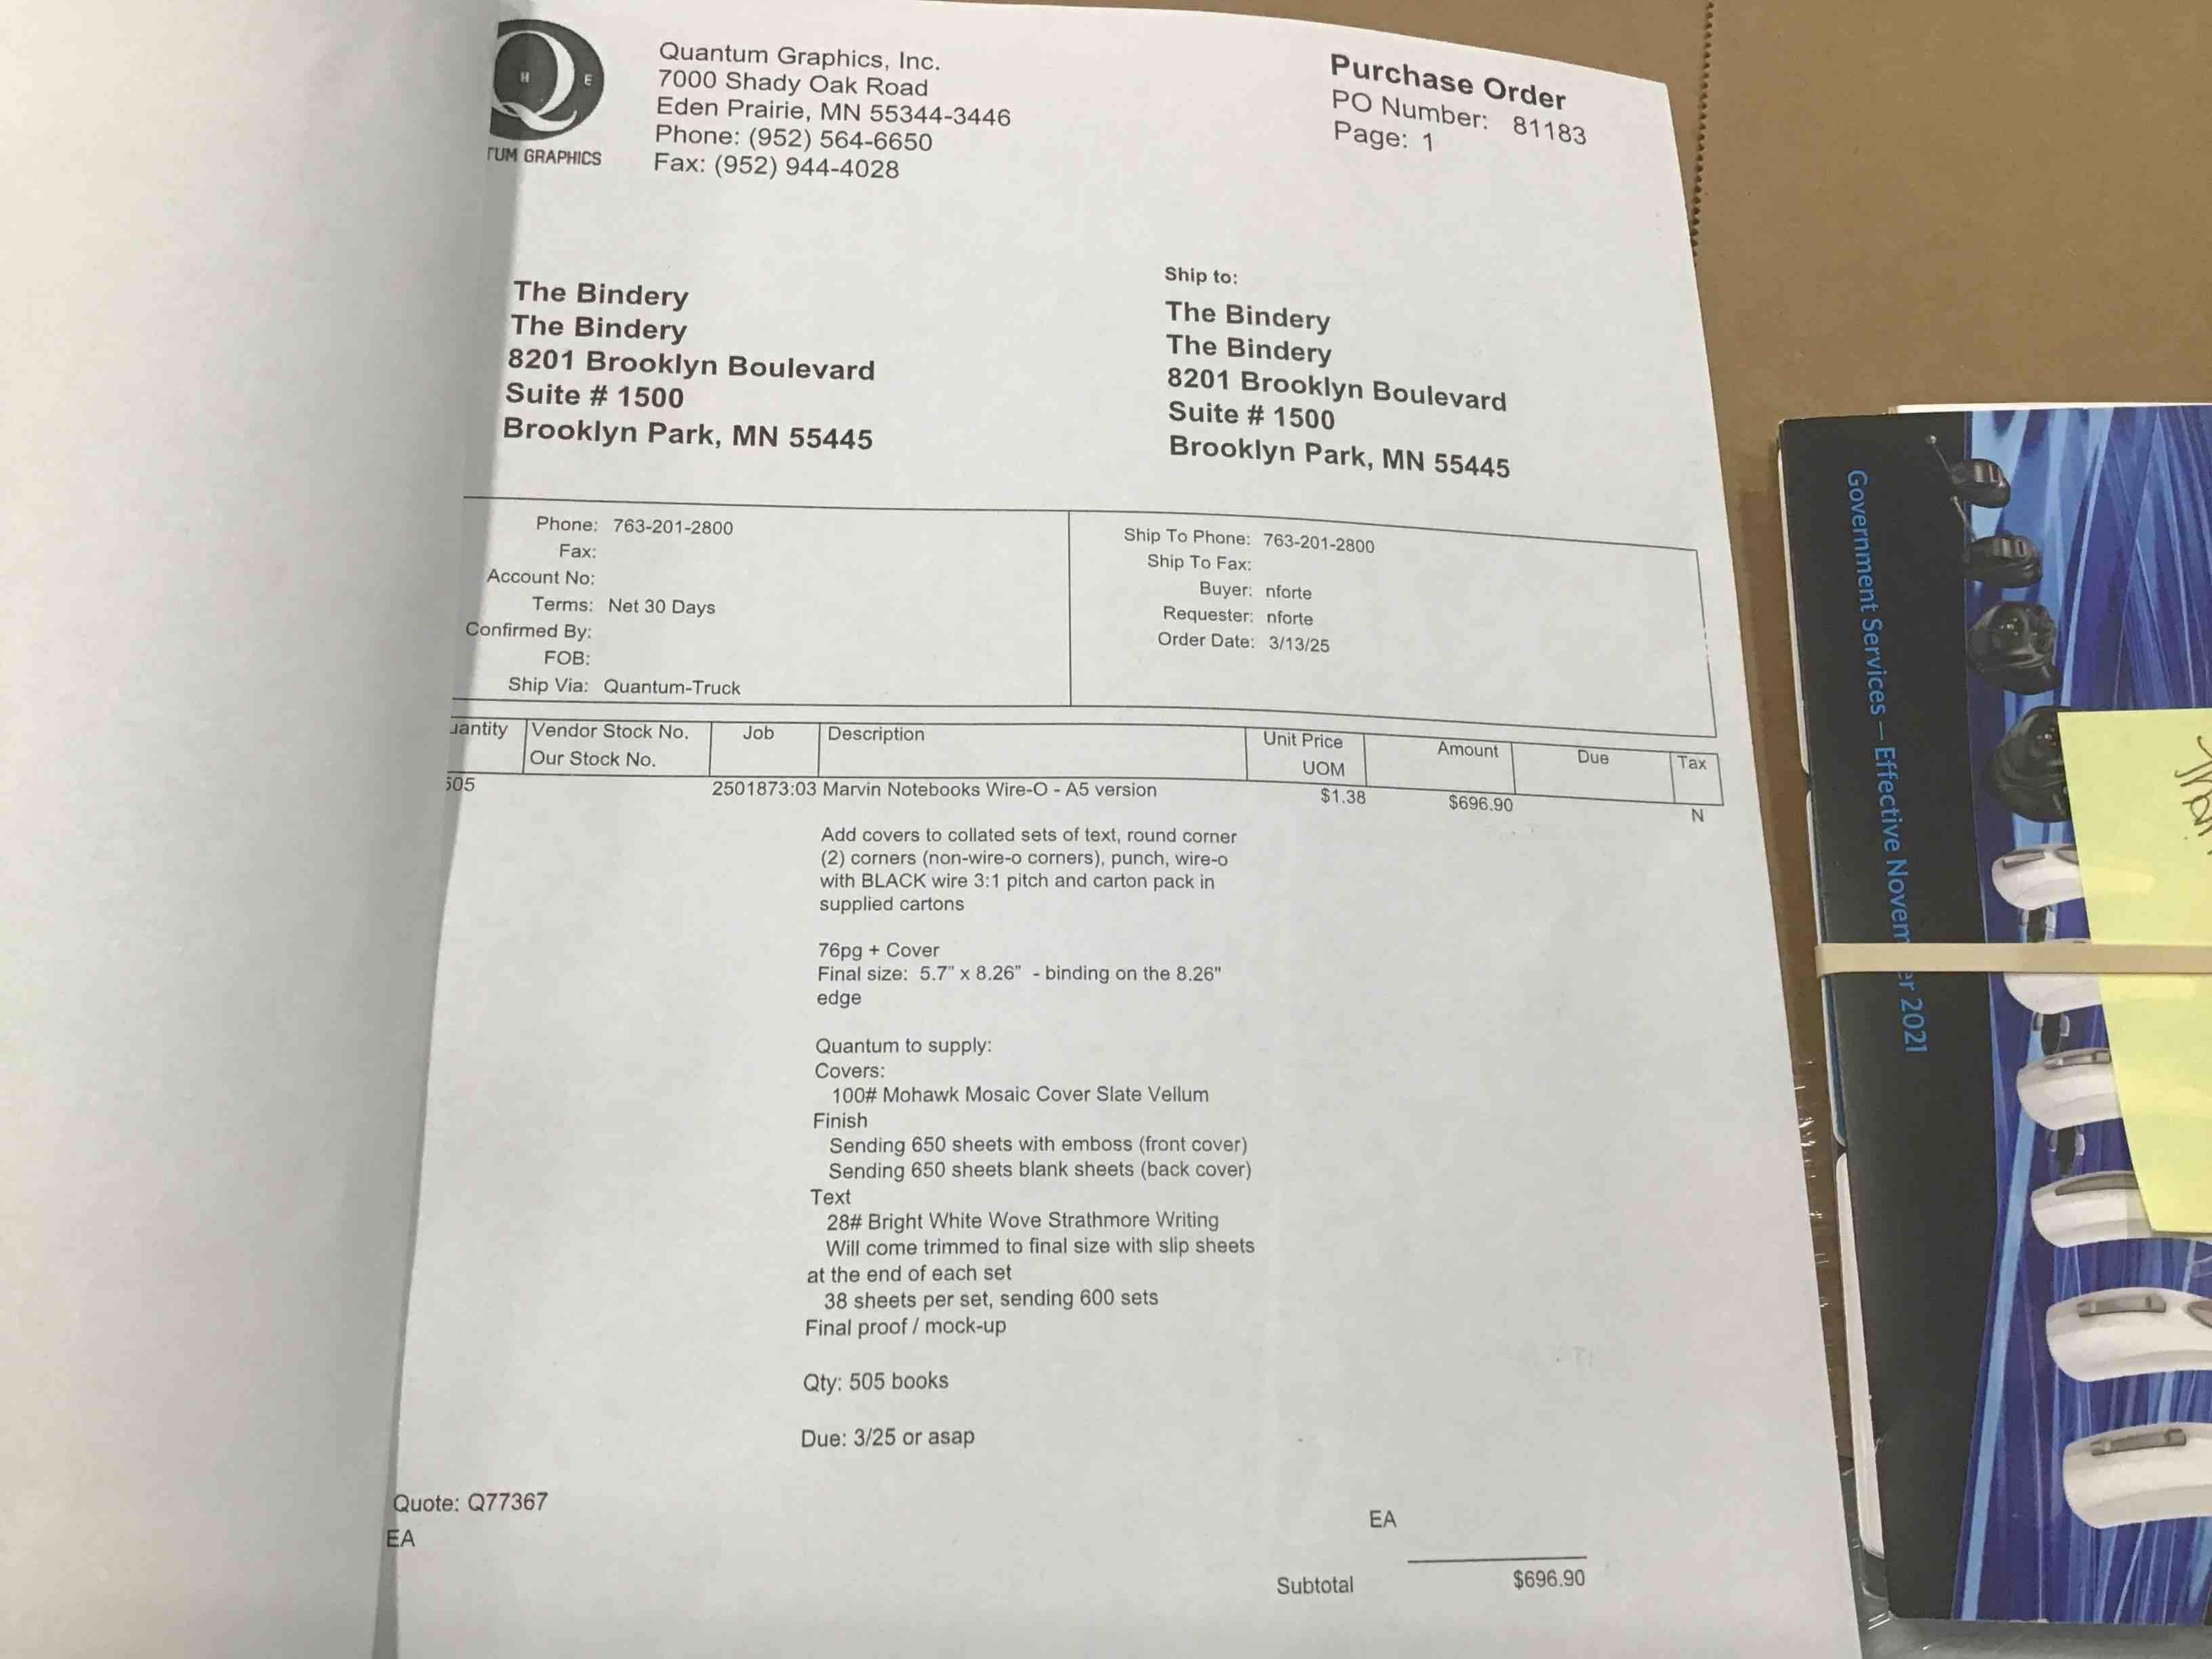 H E
TUM GRAPHICS
Quantum Graphics, Inc.
7000 Shady Oak Road
Eden Prairie, MN 55344-3446
Phone: (952) 564-6650
Fax: (952) 944-4028
Purchase Order
PO Number: 81183
Page: 1
The Bindery
The Bindery
8201 Brooklyn Boulevard
Suite # 1500
Brooklyn Park, MN 55445
Ship to:
The Bindery
The Bindery
8201 Brooklyn Boulevard
Suite # 1500
Brooklyn Park, MN 55445
Phone: 763-201-2800
Fax:
Account No:
Terms: Net 30 Days
Confirmed By:
FOB:
Ship Via: Quantum-Truck
Ship To Phone: 763-201-2800
Ship To Fax:
Buyer: nforte
Requester: nforte
Order Date: 3/13/25
uantity Vendor Stock No. Job Description Unit Price Amount Due Tax
Our Stock No. UOM
505 2501873:03 Marvin Notebooks Wire-O - A5 version $1.38 $696.90 N
Add covers to collated sets of text, round corner
(2) corners (non-wire-o corners), punch, wire-o
with BLACK wire 3:1 pitch and carton pack in
supplied cartons
76pg + Cover
Final size: 5.7" x 8.26" - binding on the 8.26"
edge
Quantum to supply:
Covers:
100# Mohawk Mosaic Cover Slate Vellum
Finish
Sending 650 sheets with emboss (front cover)
Sending 650 sheets blank sheets (back cover)
Text
28# Bright White Wove Strathmore Writing
Will come trimmed to final size with slip sheets
at the end of each set
38 sheets per set, sending 600 sets
Final proof / mock-up
Qty: 505 books
Due: 3/25 or asap
Quote: Q77367
EA
EA
Subtotal $696.90
Government Services – Effective November 2021